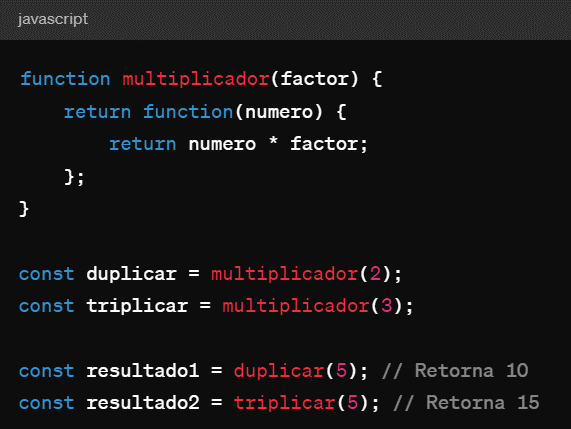 javascript
function multiplicador(factor) {
    return function(numero) {
        return numero * factor;
    };
}
const duplicar = multiplicador(2);
const triplicar = multiplicador(3);
const resultado1 = duplicar(5); // Retorna 10
const resultado2 = triplicar(5); // Retorna 15